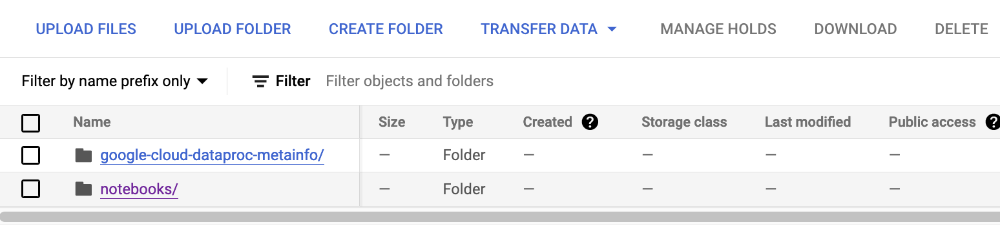 UPLOAD FILES UPLOAD FOLDER CREATE FOLDER TRANSFER DATA MANAGE HOLDS DOWNLOAD DELETE
Filter by name prefix only Filter Filter objects and folders
Name Size Type Created ? Storage class Last modified Public access ?
google-cloud-dataproc-metainfo/ — Folder — — — —
notebooks/ — Folder — — — —